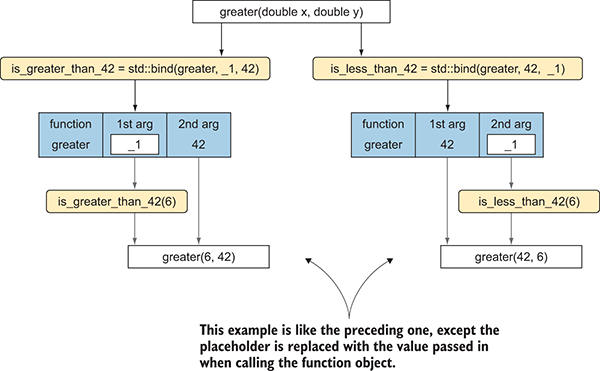 greater(double x, double y)
is_greater_than_42 = std::bind(greater, _1, 42)
is_less_than_42 = std::bind(greater, 42, _1)
function 1st arg 2nd arg
greater _1 42
function 1st arg 2nd arg
greater 42 _1
is_greater_than_42(6)
is_less_than_42(6)
greater(6, 42)
greater(42, 6)
This example is like the preceding one, except the
placeholder is replaced with the value passed in
when calling the function object.